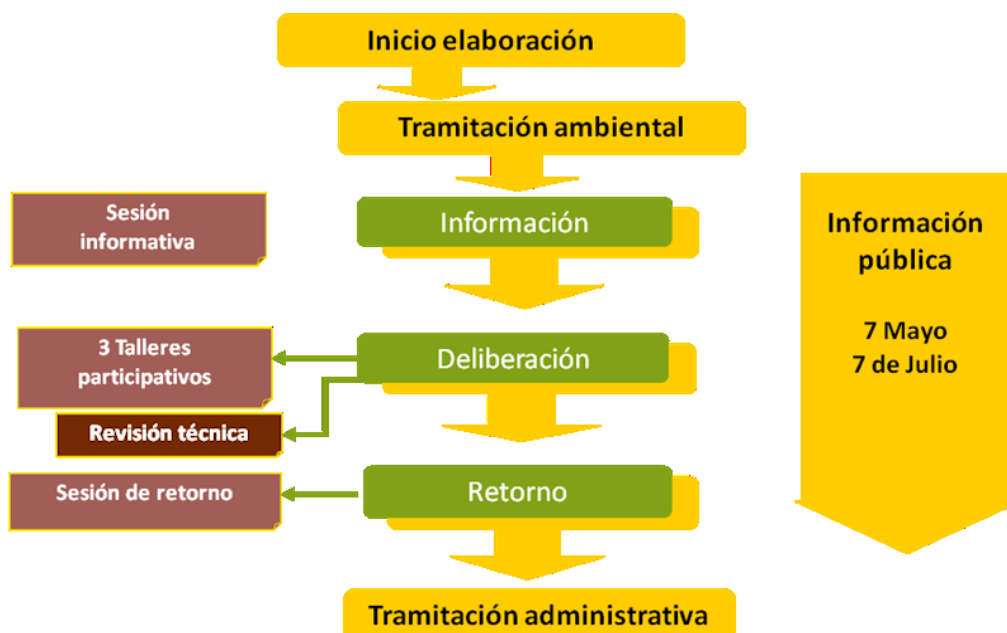 Inicio elaboración
Tramitación ambiental
Sesión
informativa
Información
Información
pública
7 Mayo
7 de Julio
3 Talleres
participativos
Deliberación
Revisión técnica
Sesión de retorno
Retorno
Tramitación administrativa